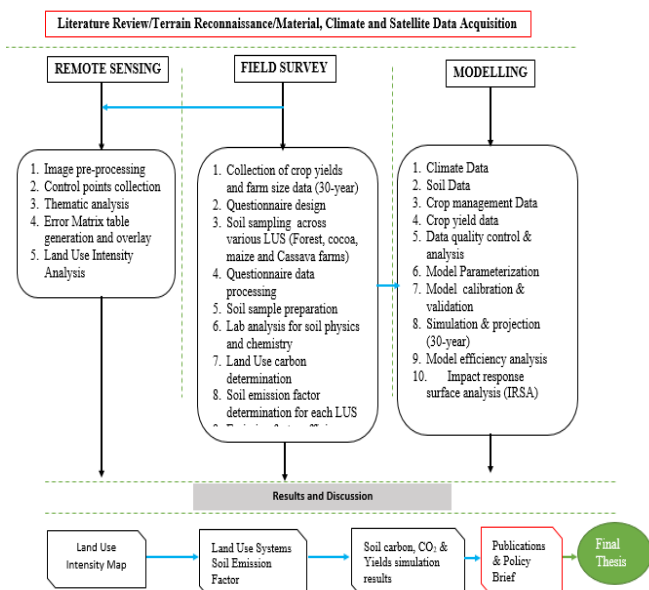 Literature Review/Terrain Reconnaissance/Material, Climate and Satellite Data Acquisition
REMOTE SENSING
1. Image pre-processing
2. Control points collection
3. Thematic analysis
4. Error Matrix table
generation and overlay
5. Land Use Intensity
Analysis
FIELD SURVEY
1. Collection of crop yields
and farm size data (30-year)
2. Questionnaire design
3. Soil sampling across
various LUS (Forest, cocoa,
maize and Cassava farms)
4. Questionnaire data
processing
5. Soil sample preparation
6. Lab analysis for soil physics
and chemistry
7. Land Use carbon
determination
8. Soil emission factor
determination for each LUS
MODELLING
1. Climate Data
2. Soil Data
3. Crop management Data
4. Crop yield data
5. Data quality control &
analysis
6. Model Parameterization
7. Model calibration &
validation
8. Simulation & projection
(30-year)
9. Model efficiency analysis
10. Impact response
surface analysis (IRSA)
Results and Discussion
Land Use
Intensity Map
Land Use Systems
Soil Emission
Factor
Soil carbon, CO2 &
Yields simulation
results
Publications
& Policy
Brief
Final
Thesis